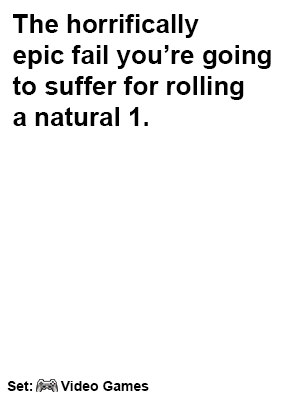 The horrifically
epic fail you’re going
to suffer for rolling
a natural 1.
Set: Video Games